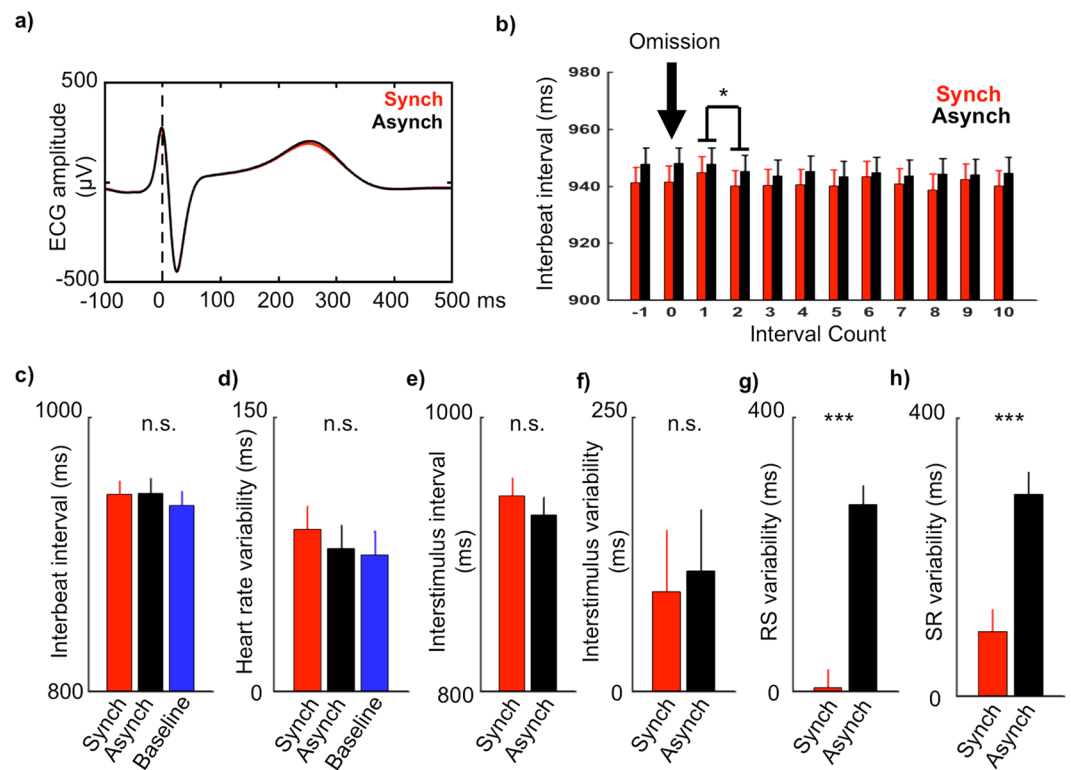 a)
500
Synch
Asynch
ECG amplitude
(µV)
-500
-100 0 100 200 300 400 500 ms
b)
Omission
980
Synch
Asynch
*
960
940
920
900
Interbeat interval (ms)
-1 0 1 2 3 4 5 6 7 8 9 10
Interval Count
c)
1000
n.s.
Interbeat interval
(ms)
800
Synch
Asynch
Baseline
d)
150
n.s.
Heart rate variability (ms)
0
Synch
Asynch
Baseline
e)
1000
n.s.
Interstimulus interval
(ms)
800
Synch
Asynch
f)
250
n.s.
Interstimulus variability
(ms)
0
Synch
Asynch
g)
400
***
RS variability (ms)
0
Synch
Asynch
h)
400
***
SR variability (ms)
0
Synch
Asynch